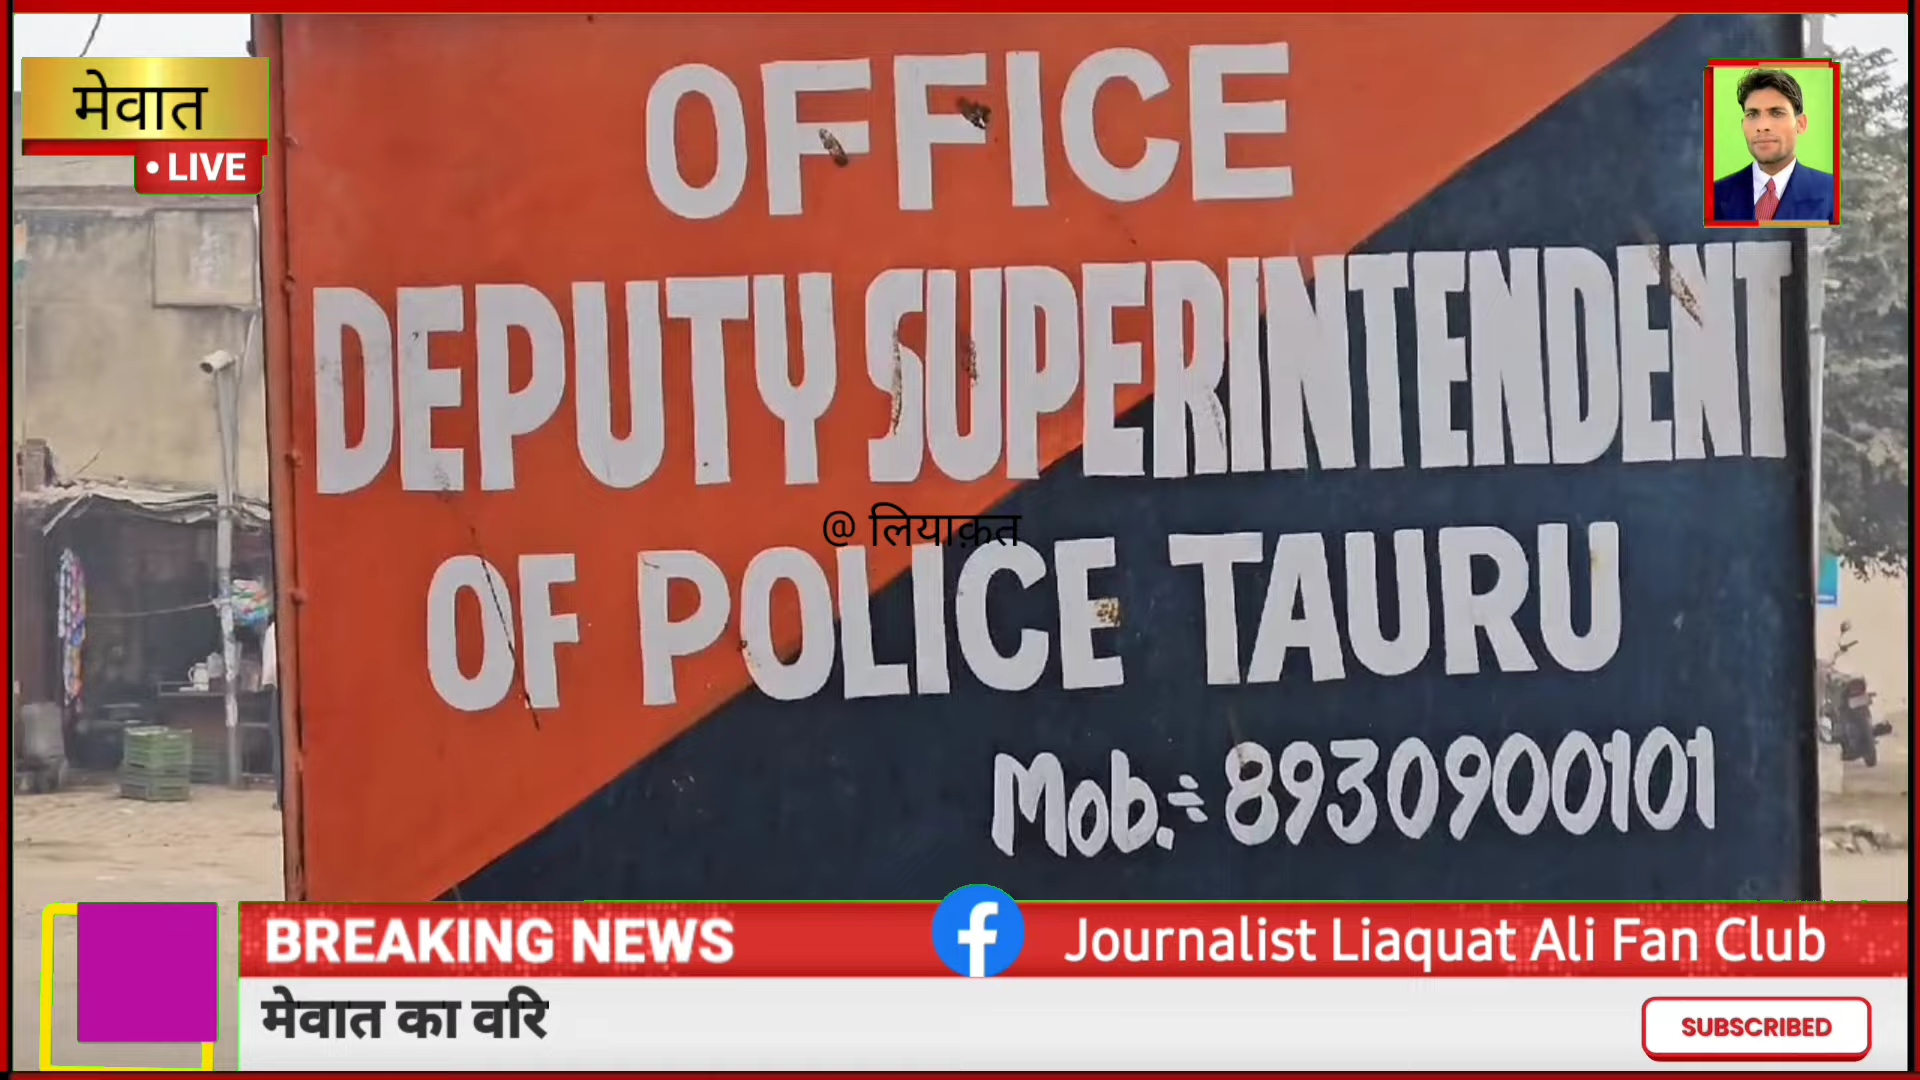 मेवात
• LIVE
OFFICE
DEPUTY SUPERINTENDENT
@ लियाक़त
OF POLICE TAURU
Mob.÷ 8930900101
BREAKING NEWS
f
Journalist Liaquat Ali Fan Club
मेवात का वरि
SUBSCRIBED